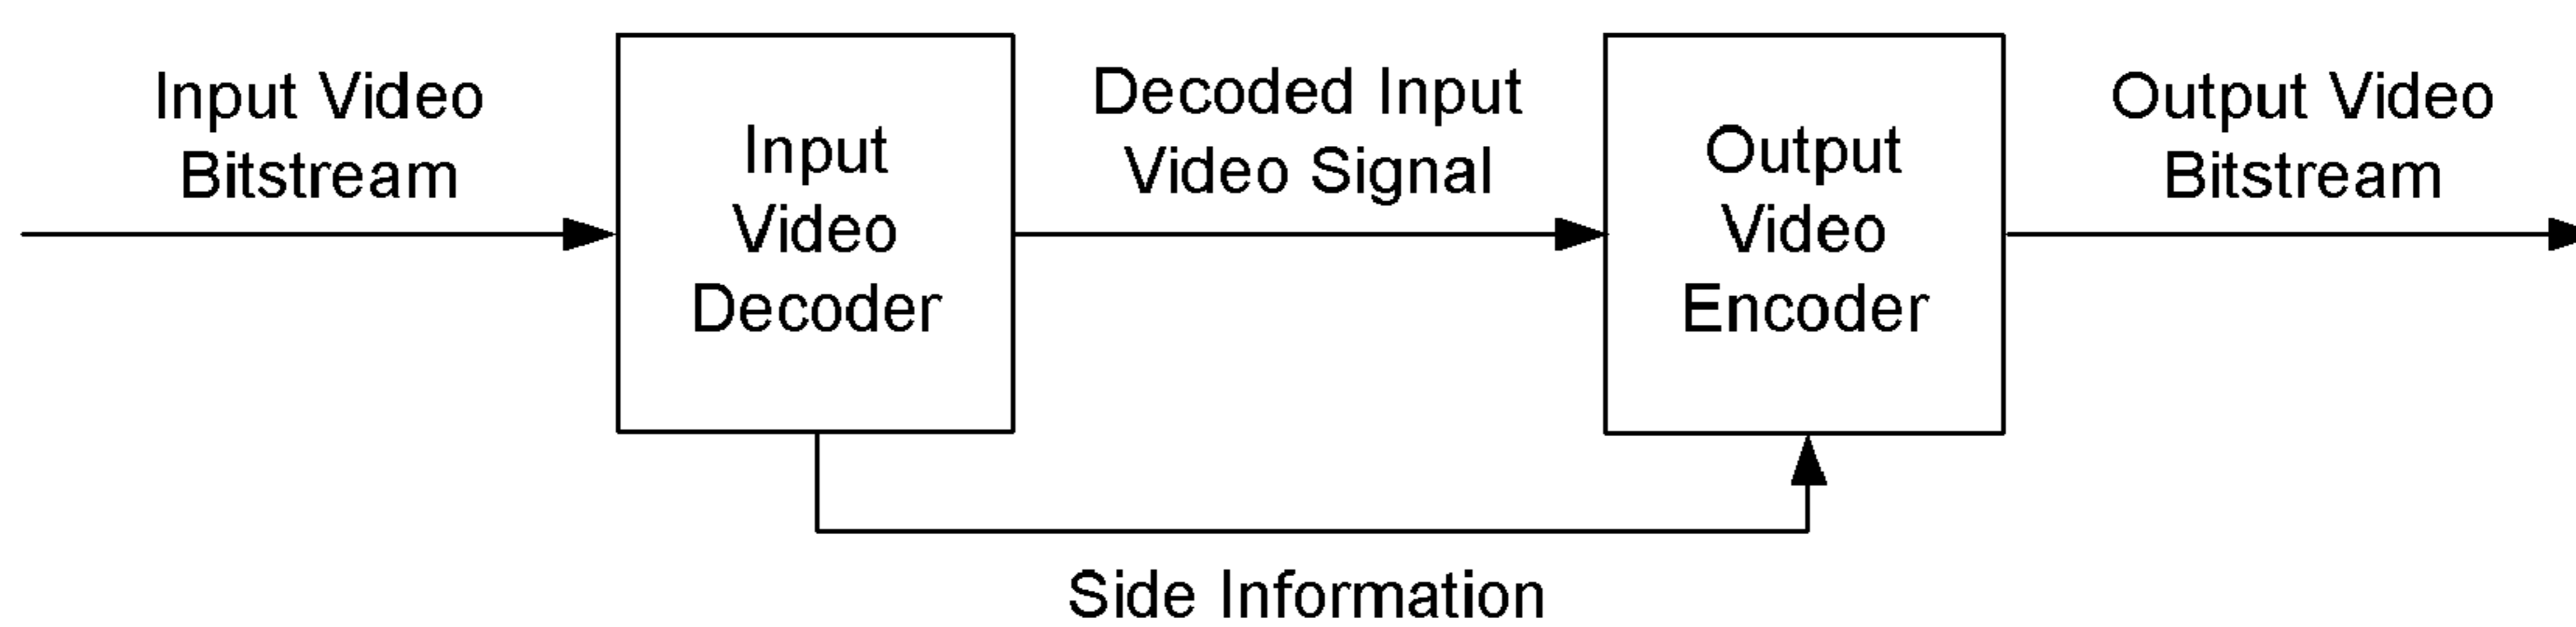 Input Video
Bitstream
Input
Video
Decoder
Decoded Input
Video Signal
Output
Video
Encoder
Output Video
Bitstream
Side Information